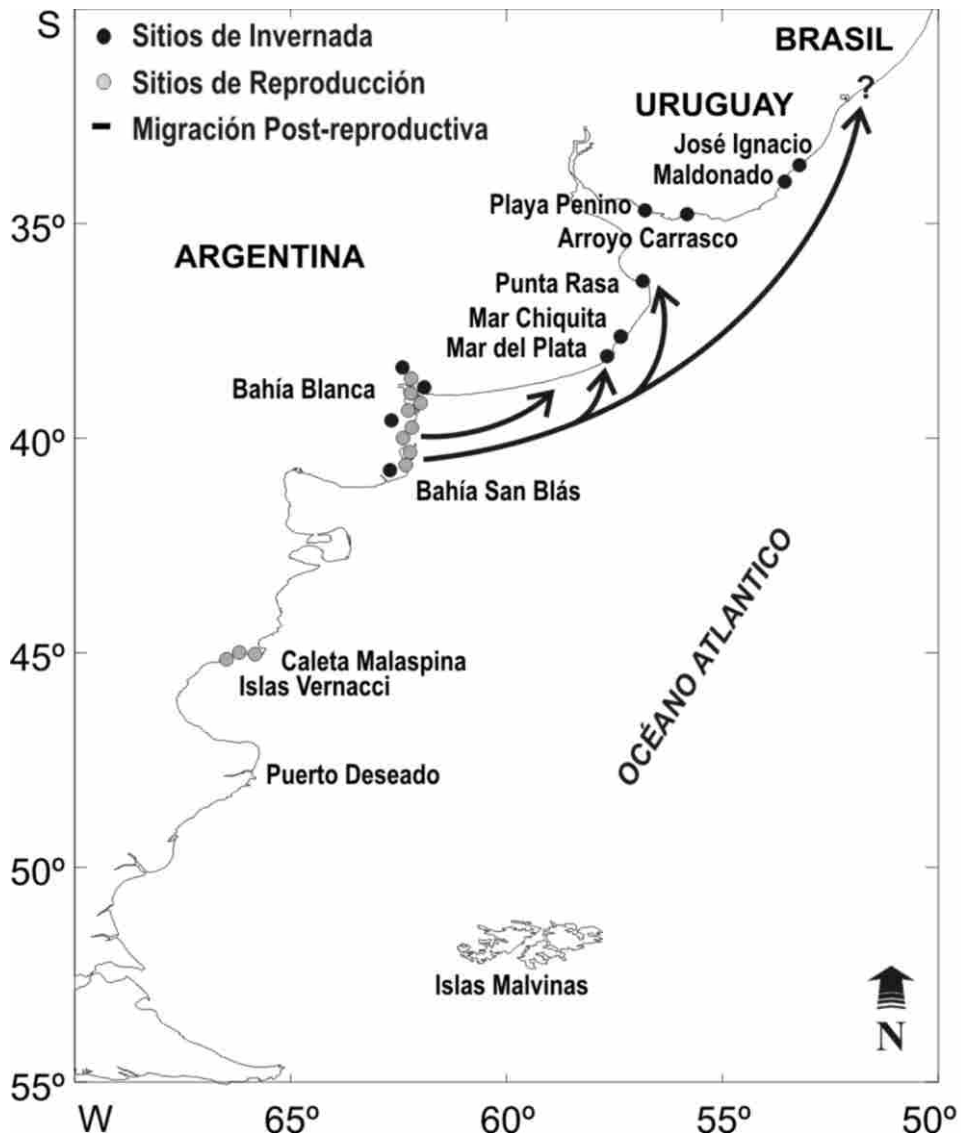 S
Sitios de Invernada
Sitios de Reproducción
Migración Post-reproductiva
BRASIL
?
URUGUAY
José Ignacio
Maldonado
Playa Penino
Arroyo Carrasco
35º
ARGENTINA
Punta Rasa
Mar Chiquita
Mar del Plata
Bahía Blanca
40º
Bahía San Blás
OCÉANO ATLANTICO
45º
Caleta Malaspina
Islas Vernacci
Puerto Deseado
50º
Islas Malvinas
N
55º
W 65º 60º 55º 50º